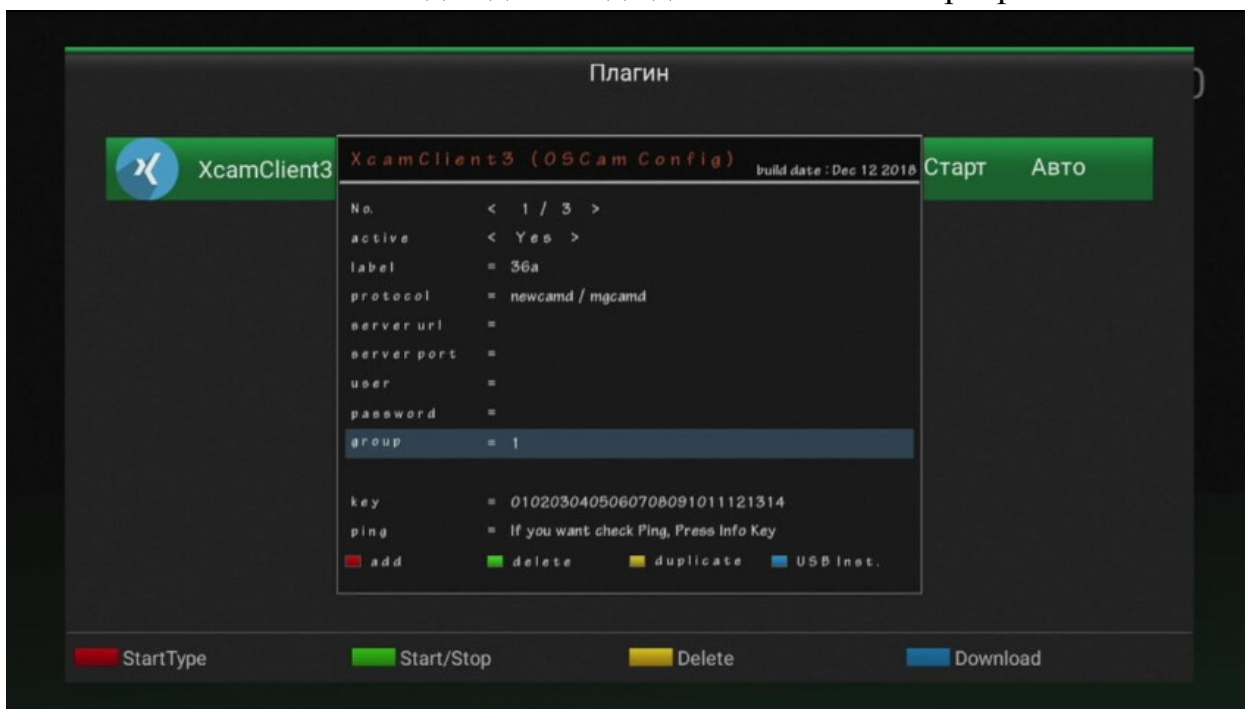 Плагин
XcamClient3
XcamClient3 (OSCam Config) build date : Dec 12 2018
Старт Авто
No. < 1 / 3 >
active < Yes >
label = 36a
protocol = newcamd / mgcamd
server url =
server port =
user =
password =
group = 1
key = 0102030405060708091011121314
ping = If you want check Ping, Press Info Key
add delete duplicate USB Inst.
StartType Start/Stop Delete Download